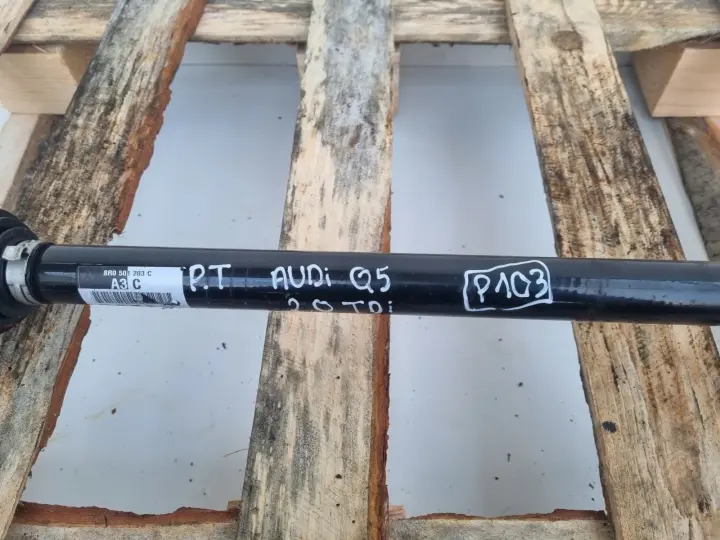 8R0 501 203 C
A3 C
P.T AUDi Q5
2.0 TDi
P103